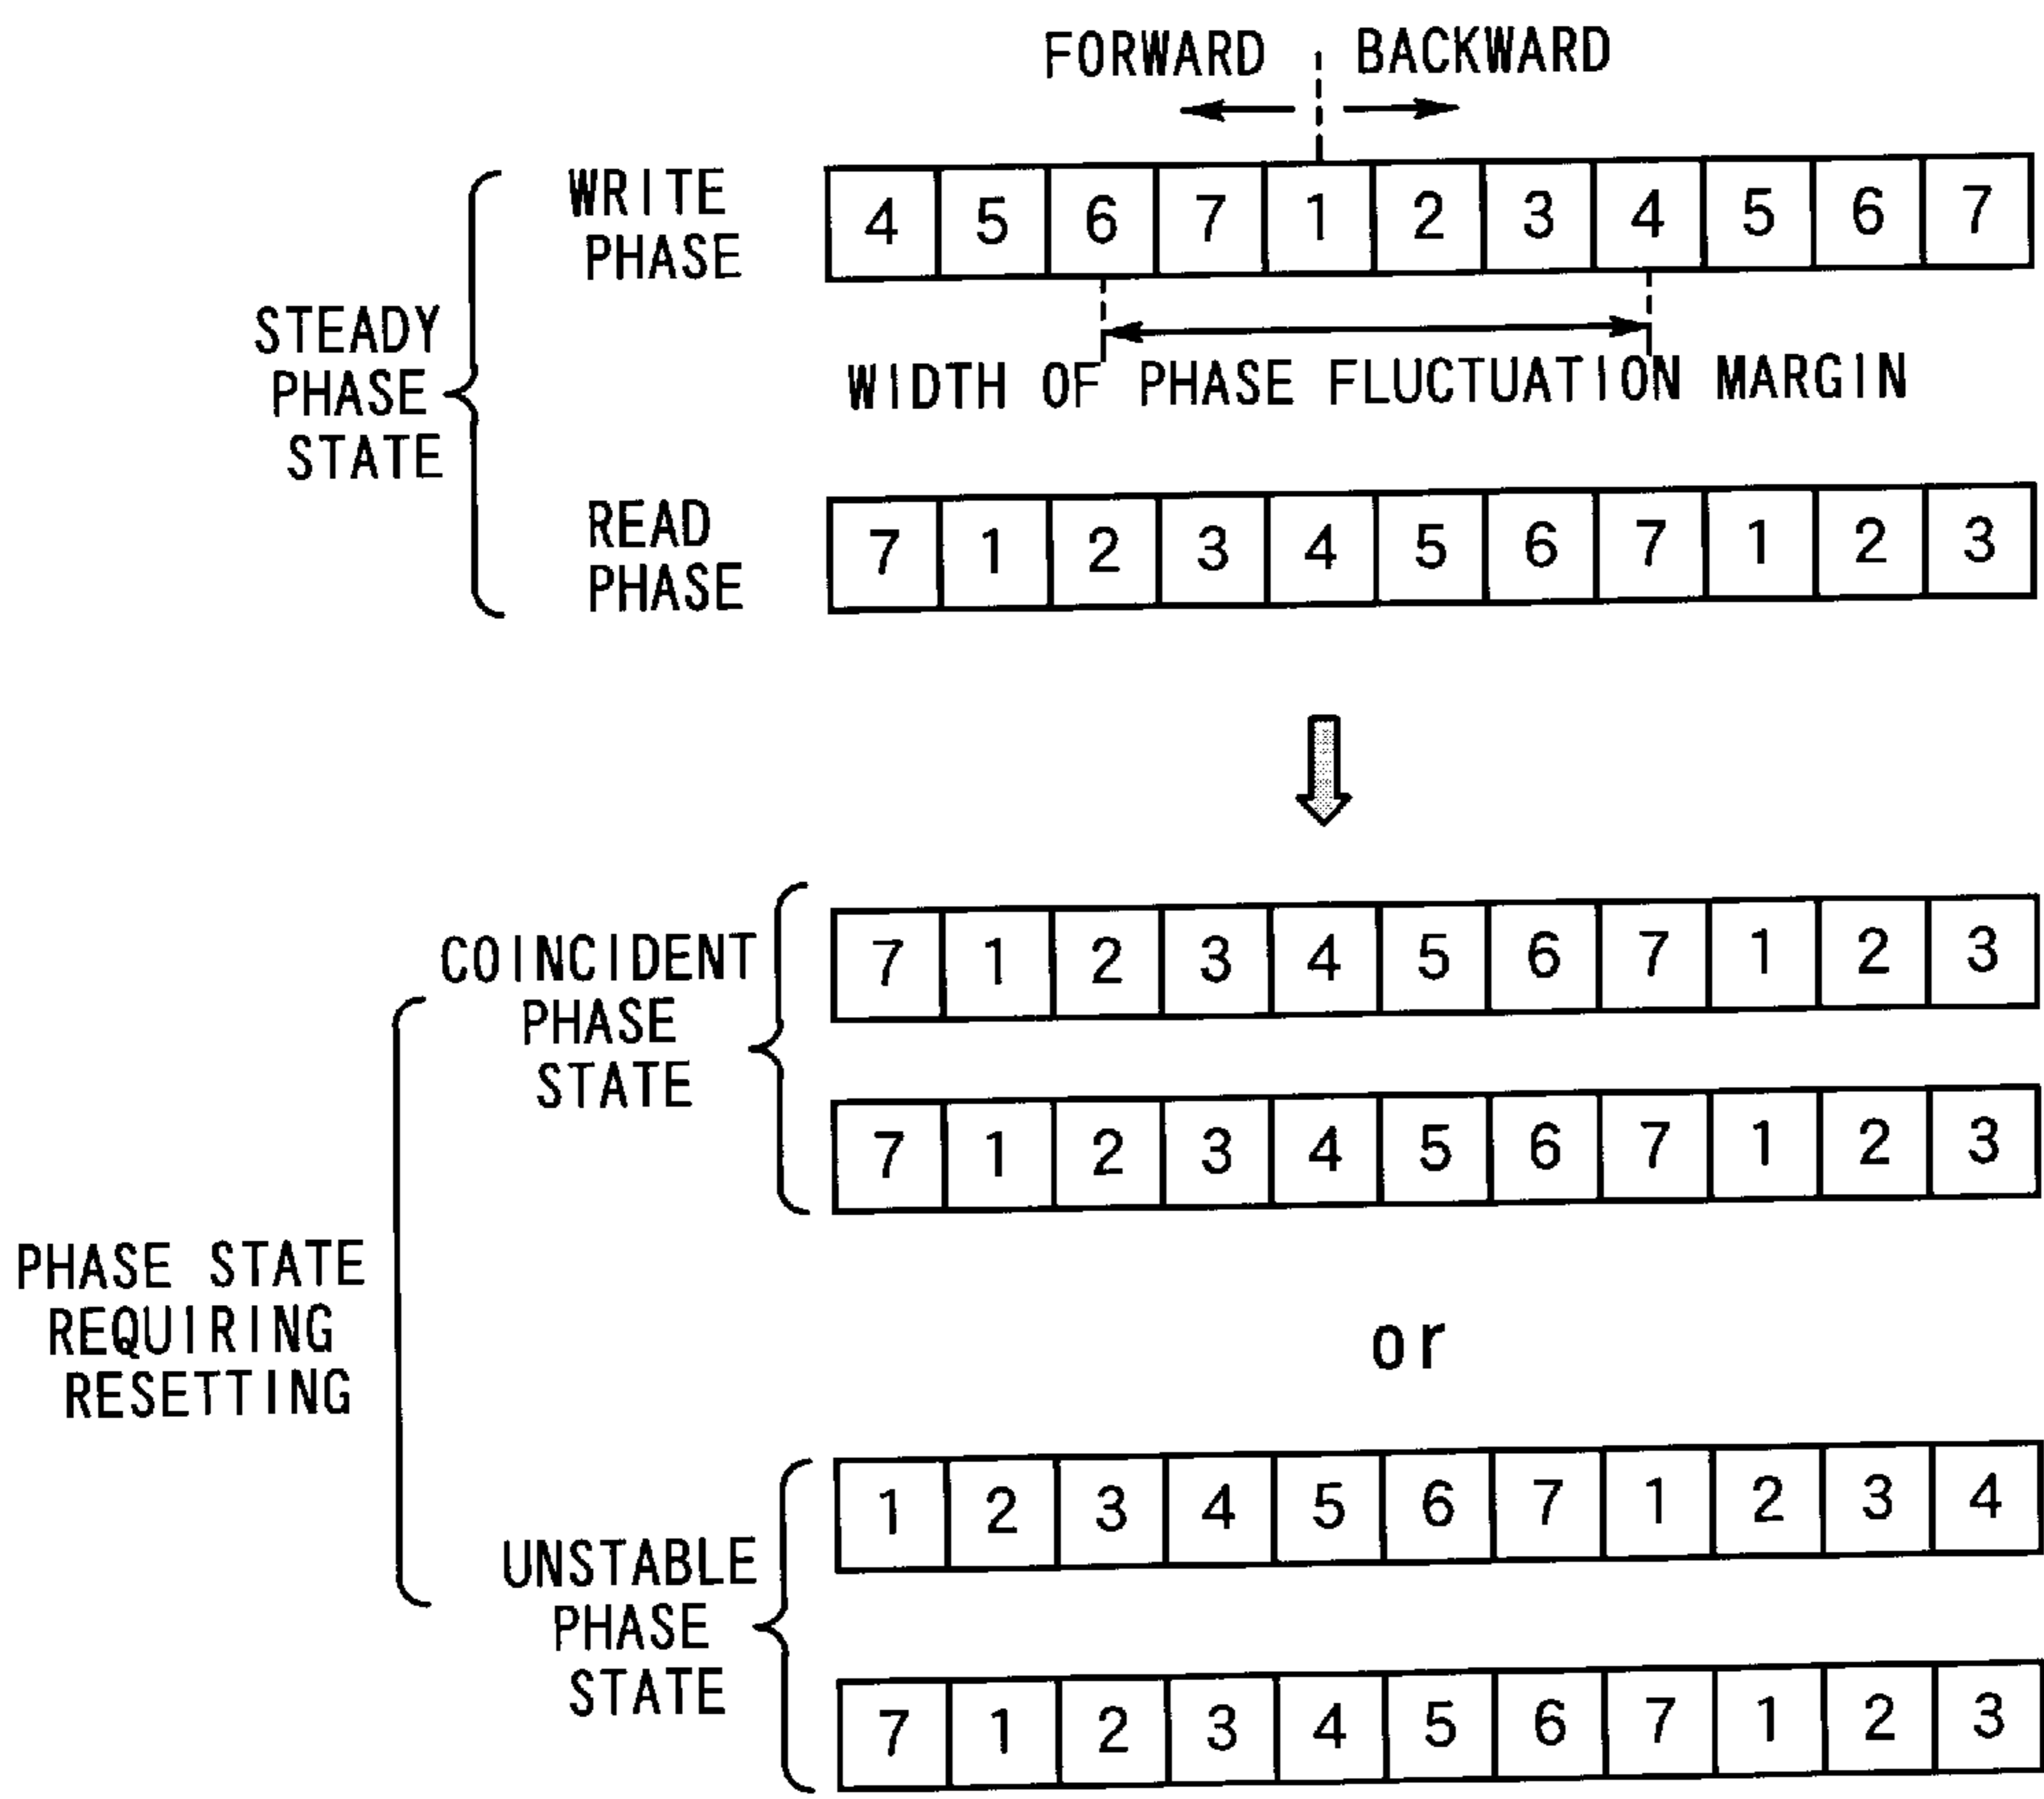 FORWARD BACKWARD
WRITE
PHASE
4 5 6 7 1 2 3 4 5 6 7
STEADY
PHASE
STATE
WIDTH OF PHASE FLUCTUATION MARGIN
READ
PHASE
7 1 2 3 4 5 6 7 1 2 3
COINCIDENT
PHASE
STATE
7 1 2 3 4 5 6 7 1 2 3
7 1 2 3 4 5 6 7 1 2 3
PHASE STATE
REQUIRING
RESETTING
or
UNSTABLE
PHASE
STATE
1 2 3 4 5 6 7 1 2 3 4
7 1 2 3 4 5 6 7 1 2 3